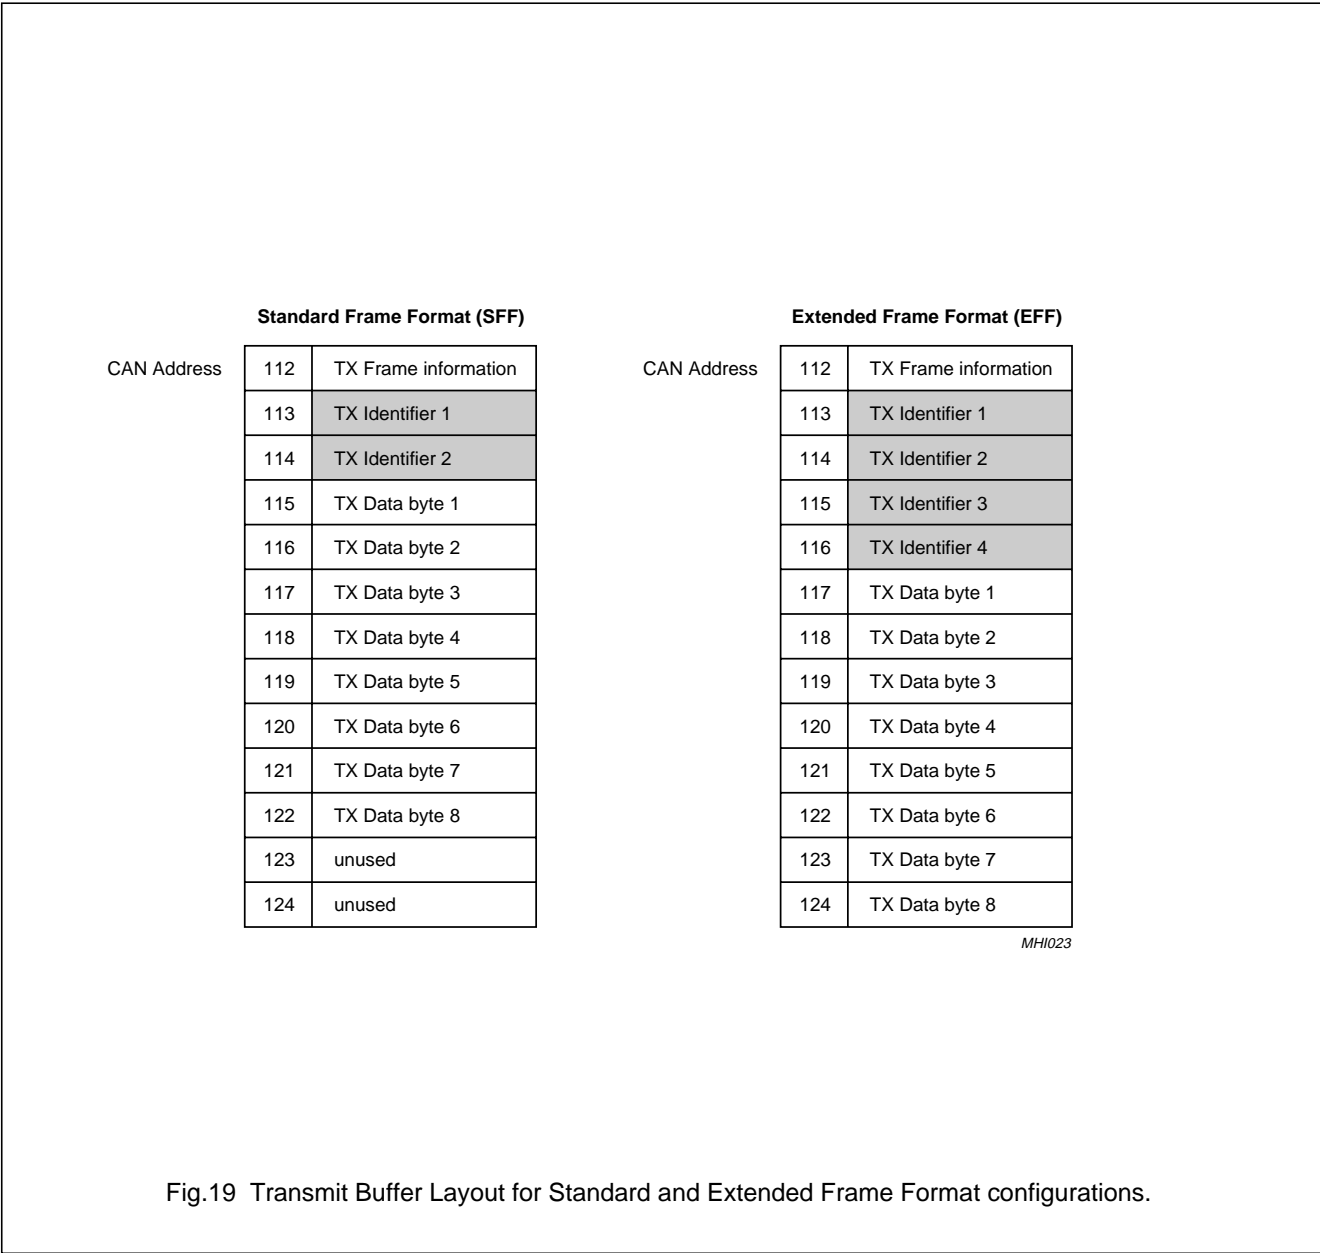 Standard Frame Format (SFF)
CAN Address 112 TX Frame information
113 TX Identifier 1
114 TX Identifier 2
115 TX Data byte 1
116 TX Data byte 2
117 TX Data byte 3
118 TX Data byte 4
119 TX Data byte 5
120 TX Data byte 6
121 TX Data byte 7
122 TX Data byte 8
123 unused
124 unused
Extended Frame Format (EFF)
CAN Address 112 TX Frame information
113 TX Identifier 1
114 TX Identifier 2
115 TX Identifier 3
116 TX Identifier 4
117 TX Data byte 1
118 TX Data byte 2
119 TX Data byte 3
120 TX Data byte 4
121 TX Data byte 5
122 TX Data byte 6
123 TX Data byte 7
124 TX Data byte 8
MHI023
Fig.19 Transmit Buffer Layout for Standard and Extended Frame Format configurations.